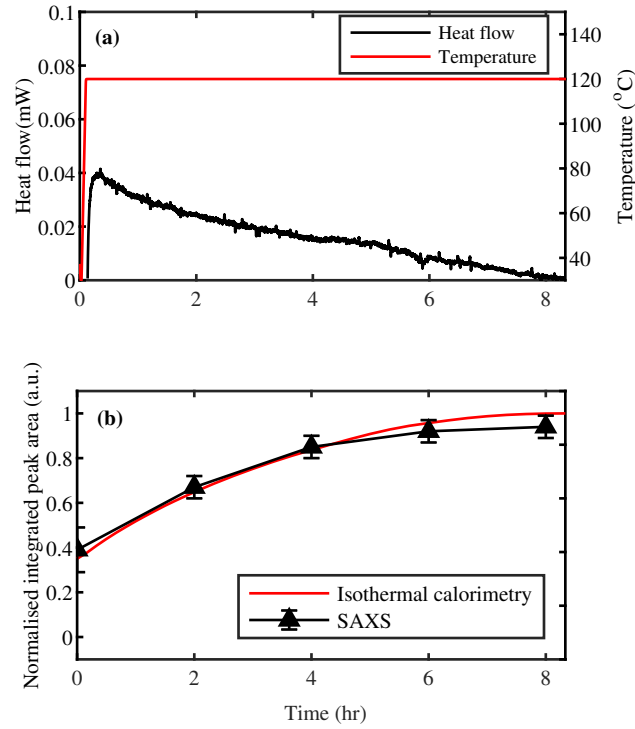 (a)
Heat flow
Temperature
Heat flow(mW)
0.1
0.08
0.06
0.04
0.02
0
140
120
100
80
60
40
Temperature (°C)
0
2
4
6
8
(b)
Normalised integrated peak area (a.u.)
1
0.8
0.6
0.4
0.2
0
Isothermal calorimetry
SAXS
0
2
4
6
8
Time (hr)